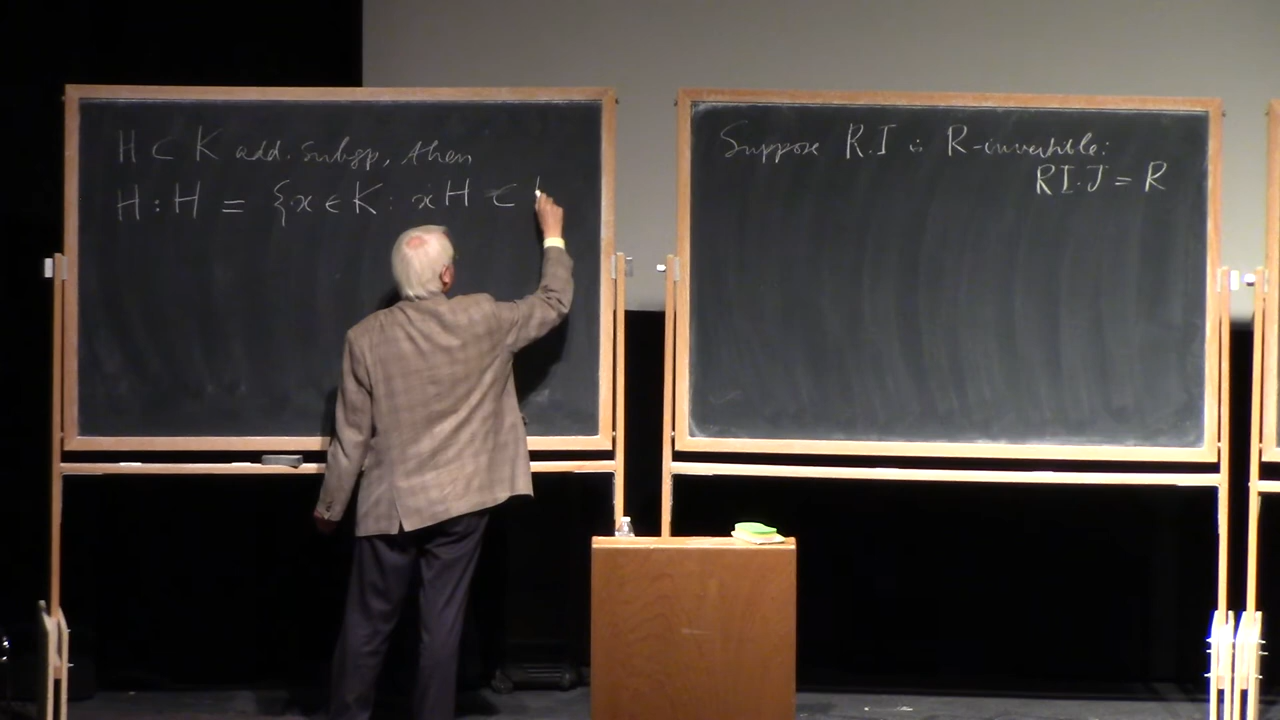 H ⊂ K add. subgp, then
H : H = {x ∈ K : xH ⊂
Suppose R.I is R-invertible:
RI.J = R